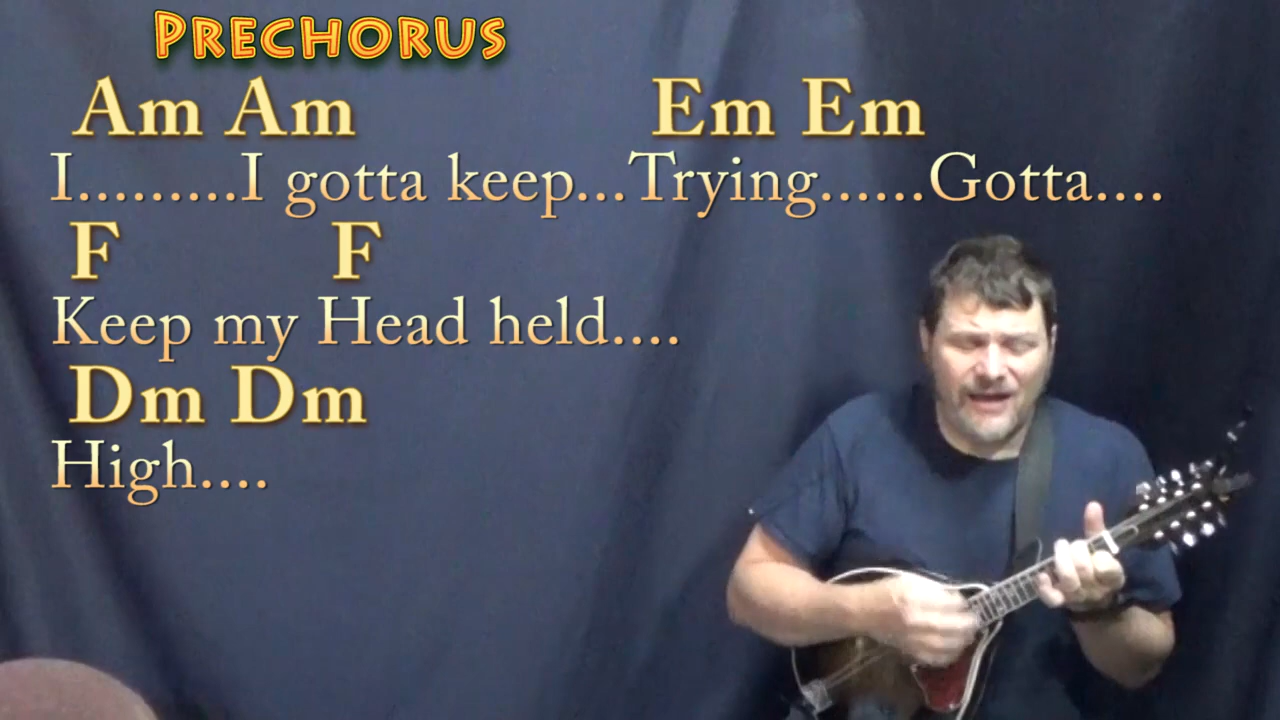 PRECHORUS
Am Am Em Em
I.........I gotta keep...Trying......Gotta....
F F
Keep my Head held....
Dm Dm
High....